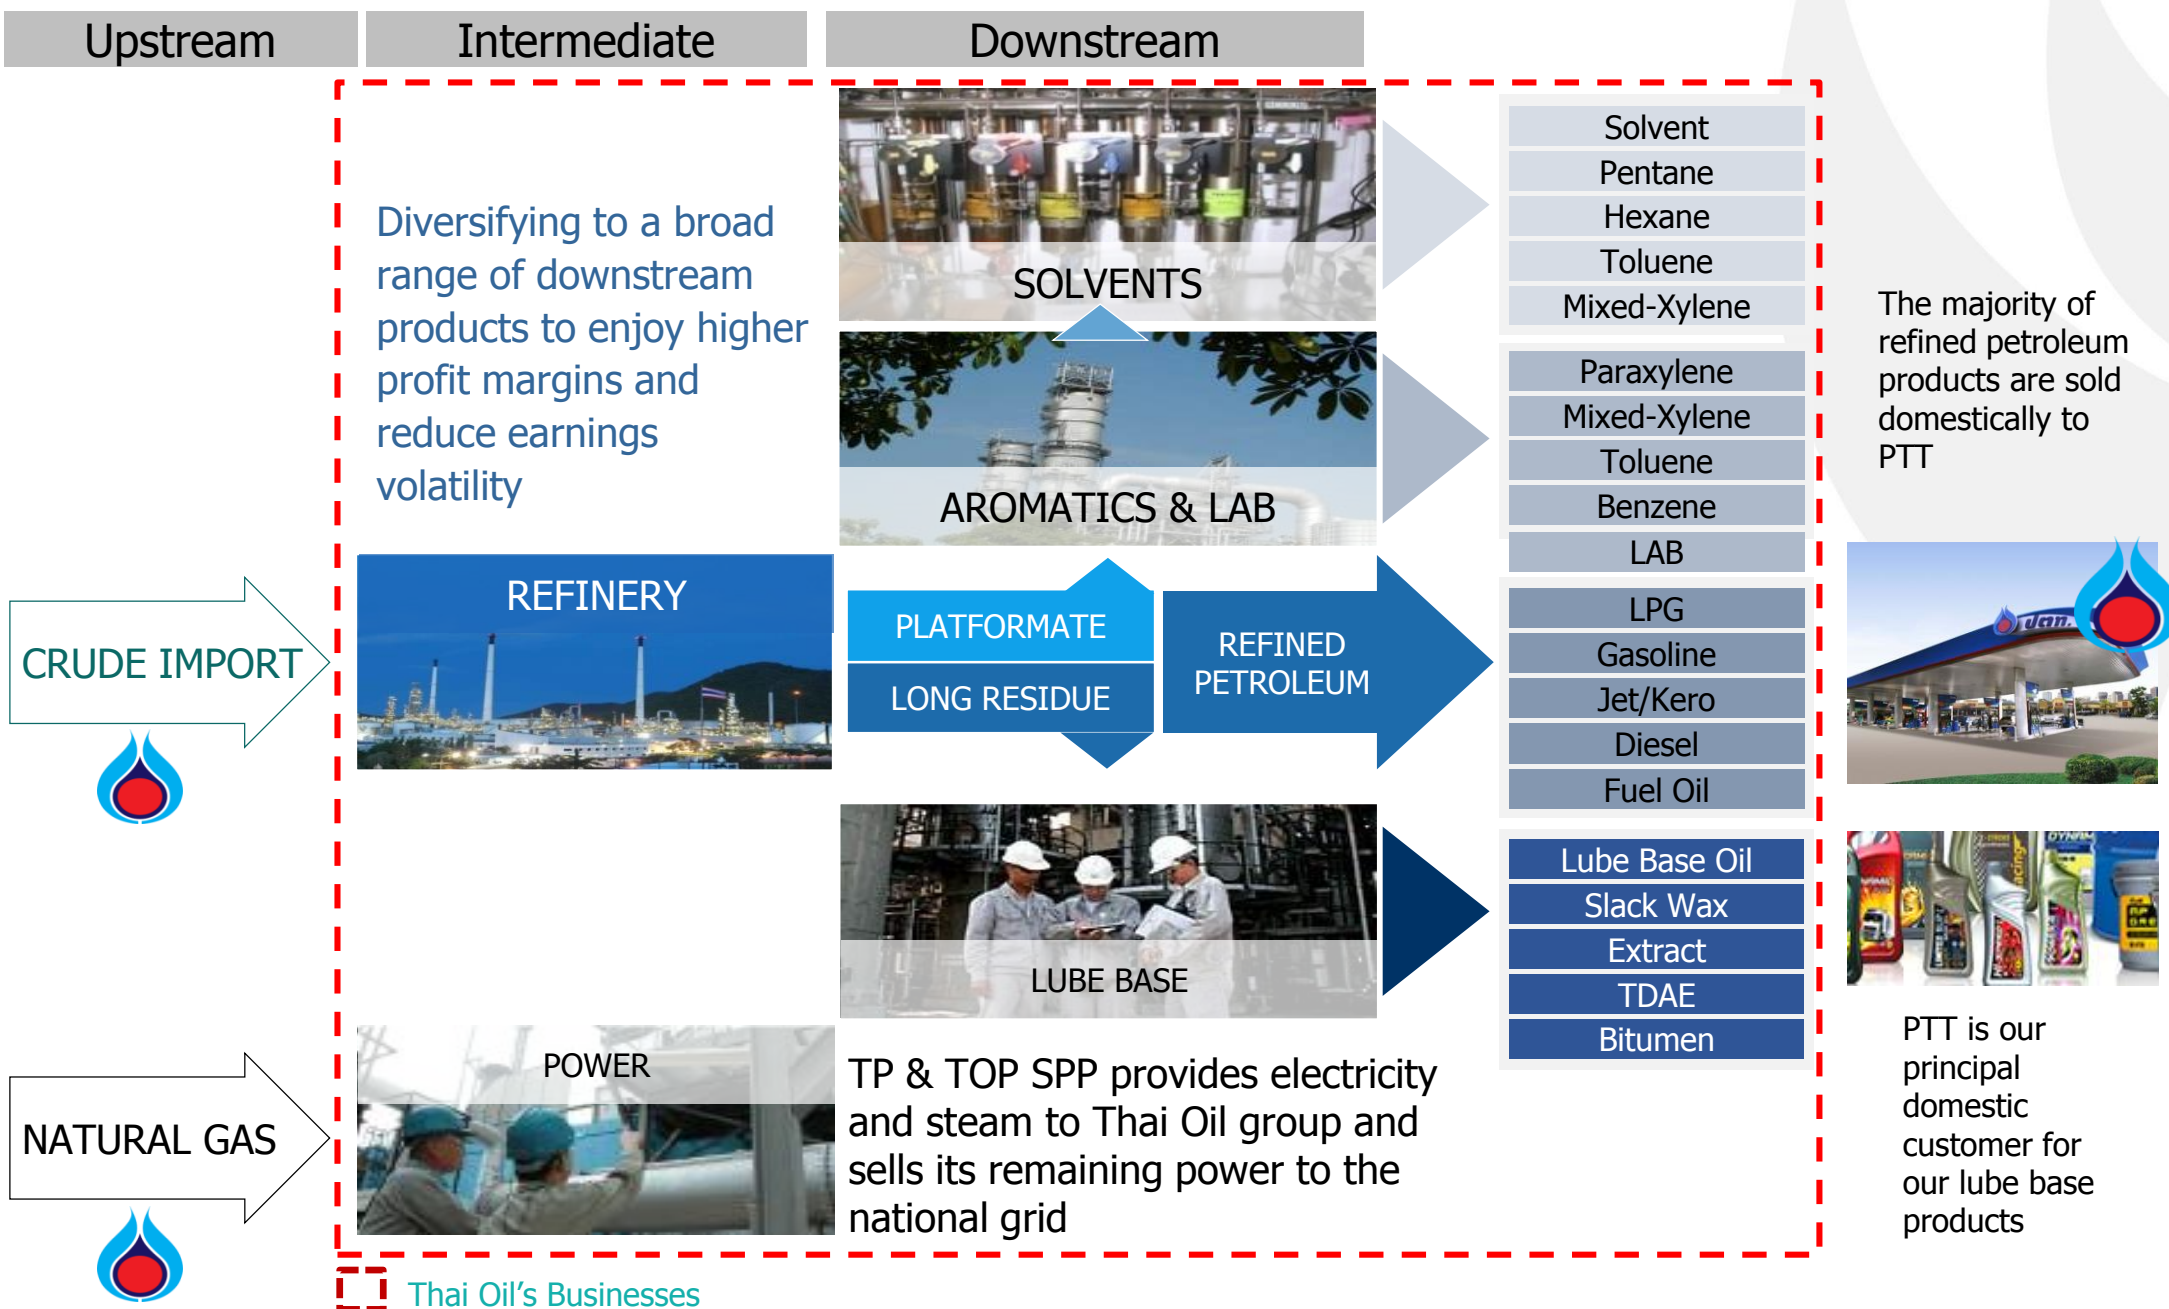 Upstream
Intermediate
Downstream
Diversifying to a broad
range of downstream
products to enjoy higher
profit margins and
reduce earnings
volatility
SOLVENTS
AROMATICS & LAB
CRUDE IMPORT
REFINERY
PLATFORMATE
LONG RESIDUE
REFINED
PETROLEUM
LUBE BASE
NATURAL GAS
POWER
TP & TOP SPP provides electricity
and steam to Thai Oil group and
sells its remaining power to the
national grid
Solvent
Pentane
Hexane
Toluene
Mixed-Xylene
Paraxylene
Mixed-Xylene
Toluene
Benzene
LAB
LPG
Gasoline
Jet/Kero
Diesel
Fuel Oil
Lube Base Oil
Slack Wax
Extract
TDAE
Bitumen
The majority of
refined petroleum
products are sold
domestically to
PTT
ปตท.
PTT is our
principal
domestic
customer for
our lube base
products
Thai Oil’s Businesses